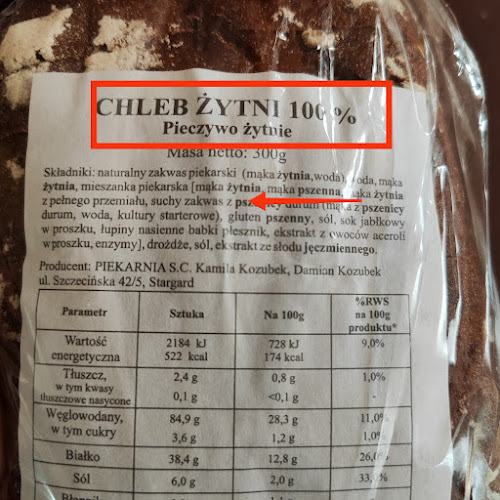 CHLEB ŻYTNI 100%
Pieczywo żytnie
Masa netto: 300g
Składniki: naturalny zakwas piekarski (mąka żytnia, woda), woda, mąka
żytnia, mieszanka piekarska [mąka żytnia, mąka pszenna, mąka żytnia
z pełnego przemiału, suchy zakwas z pszenicy durum (mąka z pszenicy
durum, woda, kultury starterowe), gluten pszenny, sól, sok jabłkowy
w proszku, łupiny nasienne babki płesznik, ekstrakt z owoców aceroli
w proszku, enzymy], drożdże, sól, ekstrakt ze słodu jęczmiennego.
Producent: PIEKARNIA S.C. Kamila Kozubek, Damian Kozubek
ul. Szczecińska 42/5, Stargard
Parametr Sztuka Na 100g %RWS na 100g produktu*
Wartość energetyczna 2184 kJ 522 kcal 728 kJ 174 kcal 9,0%
Tłuszcz, 2,4 g 0,8 g 1,0%
w tym kwasy tłuszczowe nasycone 0,1 g <0,1 g -
Węglowodany, 84,9 g 28,3 g 11,0%
w tym cukry 3,6 g 1,2 g 1,0%
Białko 38,4 g 12,8 g 26,0%
Sól 6,0 g 2,0 g 33,